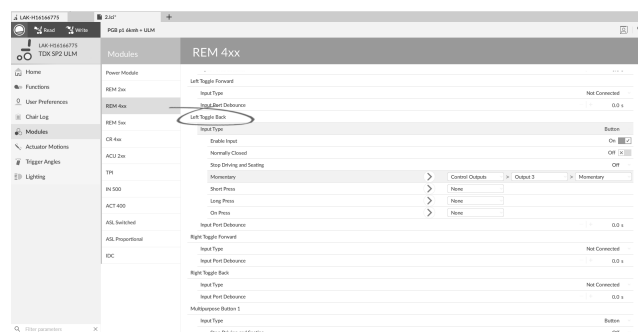 LAK-H16166775
2.lci*
+
Read
Write
PGB p1 6kmh + ULM
LAK-H16166775
TDX SP2 ULM
Modules
REM 4xx
Home
Functions
User Preferences
Chair Log
Modules
Actuator Motions
Trigger Angles
Lighting
Filter parameters
Power Module
REM 2xx
REM 4xx
REM 5xx
CR 4xx
ACU 2xx
TM
IN 500
ACT 400
ASL Switched
ASL Proportional
IDC
Left Toggle Forward
Input Type Not Connected
Input Port Debounce 0.0 s
Left Toggle Back
Input Type Button
Enable Input On
Normally Closed Off
Stop Driving and Seating Off
Momentary Control Outputs > Output 3 > Momentary
Short Press None
Long Press None
On Press None
Input Port Debounce 0.0 s
Right Toggle Forward
Input Type Not Connected
Input Port Debounce 0.0 s
Right Toggle Back
Input Type Not Connected
Input Port Debounce 0.0 s
Multipurpose Button 1
Input Type Button